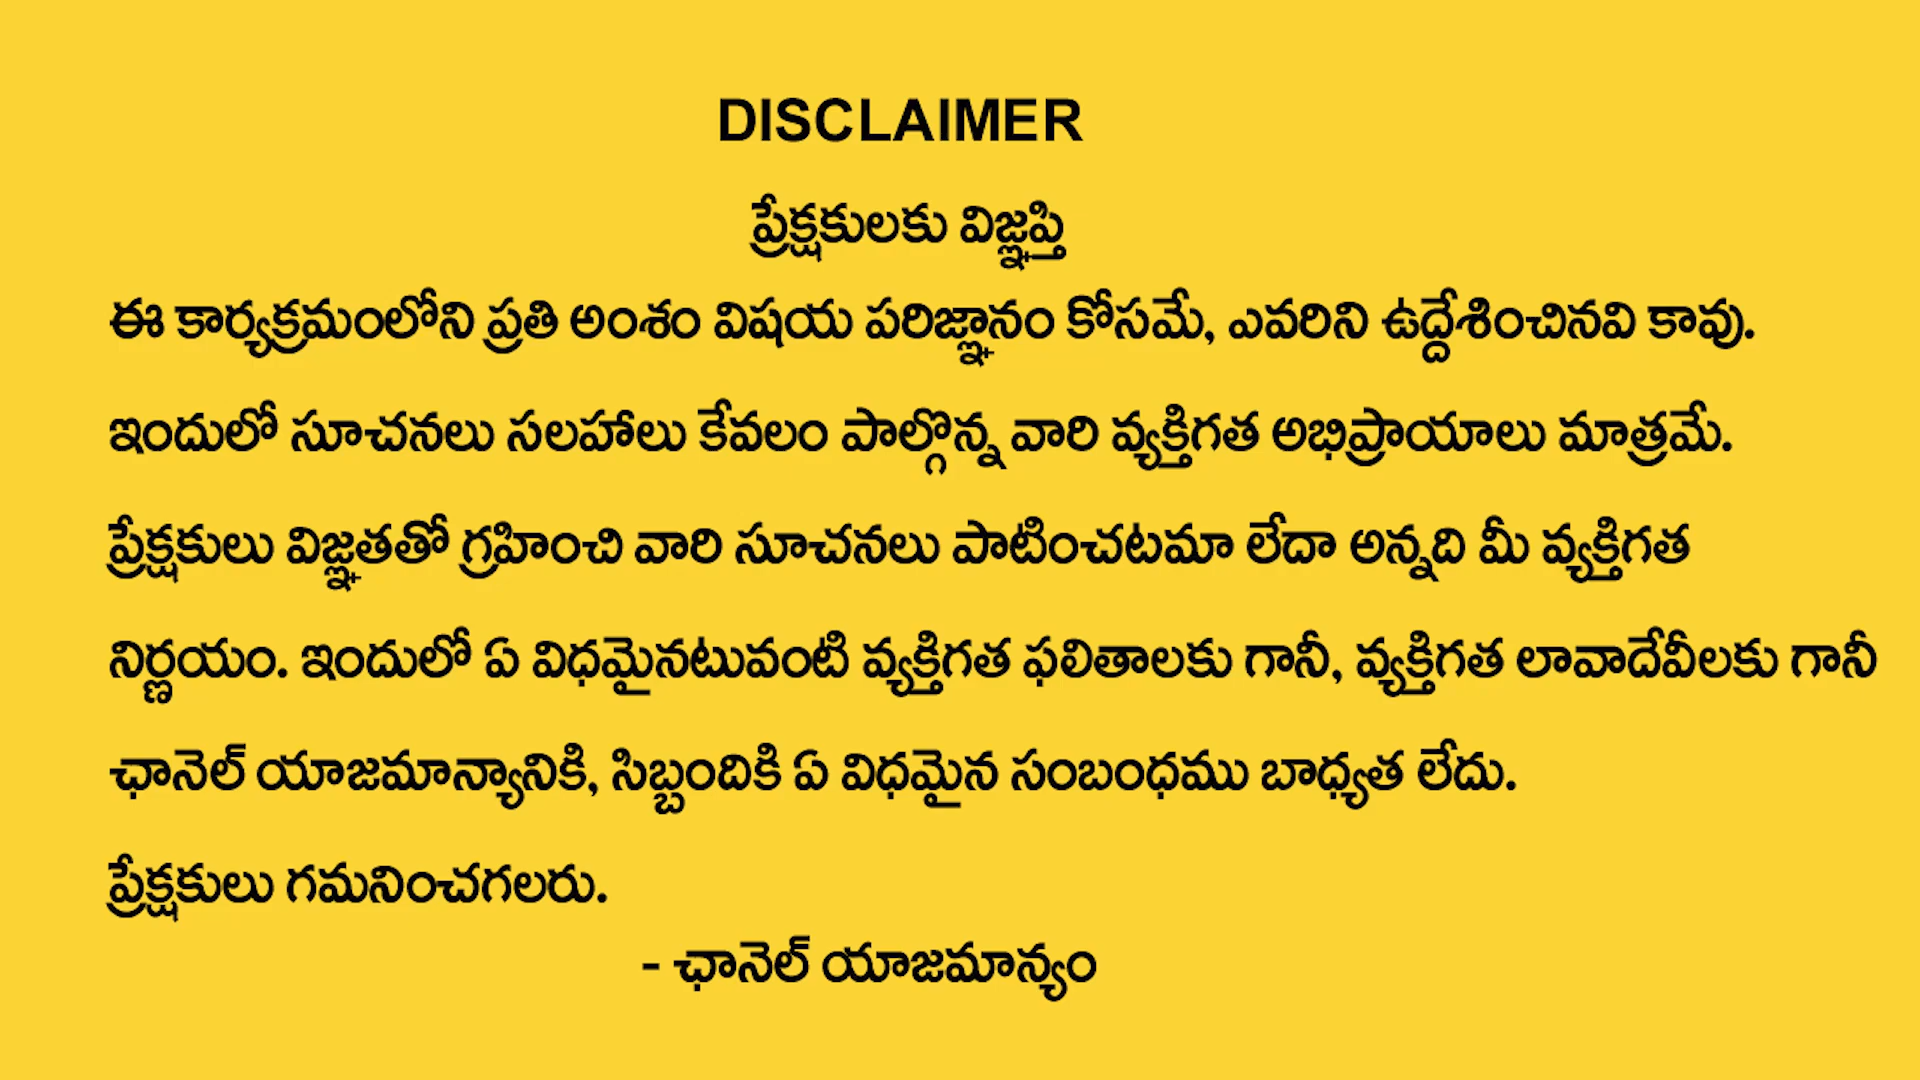 DISCLAIMER
ప్రేక్షకులకు విజ్ఞప్తి
ఈ కార్యక్రమంలోని ప్రతి అంశం విషయ పరిజ్ఞానం కోసమే, ఎవరిని ఉద్దేశించినవి కావు.
ఇందులో సూచనలు సలహాలు కేవలం పాల్గొన్న వారి వ్యక్తిగత అభిప్రాయాలు మాత్రమే.
ప్రేక్షకులు విజ్ఞతతో గ్రహించి వారి సూచనలు పాటించటమా లేదా అన్నది మీ వ్యక్తిగత
నిర్ణయం. ఇందులో ఏ విధమైనటువంటి వ్యక్తిగత ఫలితాలకు గానీ, వ్యక్తిగత లావాదేవీలకు గానీ
ఛానెల్ యాజమాన్యానికి, సిబ్బందికి ఏ విధమైన సంబంధము బాధ్యత లేదు.
ప్రేక్షకులు గమనించగలరు.
- ఛానెల్ యాజమాన్యం